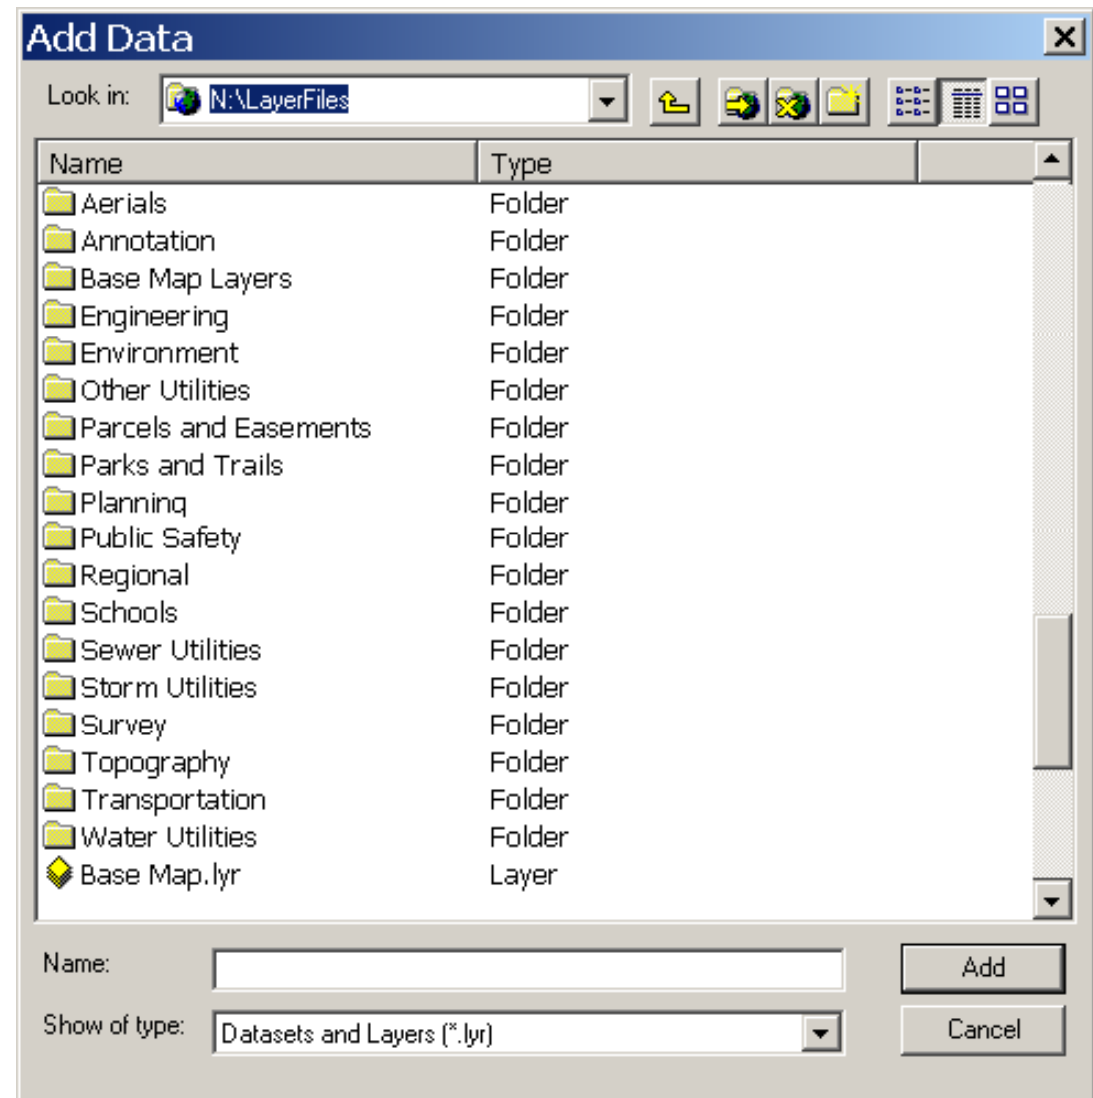 Add Data
Look in: N:\LayerFiles
Name Type
Aerials Folder
Annotation Folder
Base Map Layers Folder
Engineering Folder
Environment Folder
Other Utilities Folder
Parcels and Easements Folder
Parks and Trails Folder
Planning Folder
Public Safety Folder
Regional Folder
Schools Folder
Sewer Utilities Folder
Storm Utilities Folder
Survey Folder
Topography Folder
Transportation Folder
Water Utilities Folder
Base Map.lyr Layer
Name: Add
Show of type: Datasets and Layers (*.lyr) Cancel